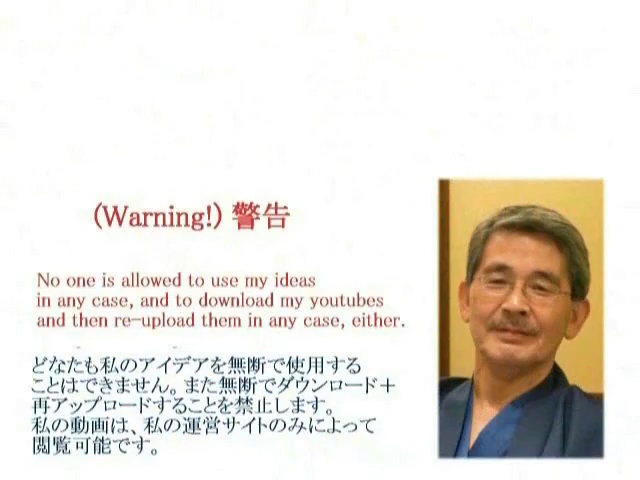 (Warning!) 警告
No one is allowed to use my ideas
in any case, and to download my youtubes
and then re-upload them in any case, either.
どなたも私のアイデアを無断で使用する
ことはできません。また無断でダウンロード＋
再アップロードすることを禁止します。
私の動画は、私の運営サイトのみによって
閲覧可能です。